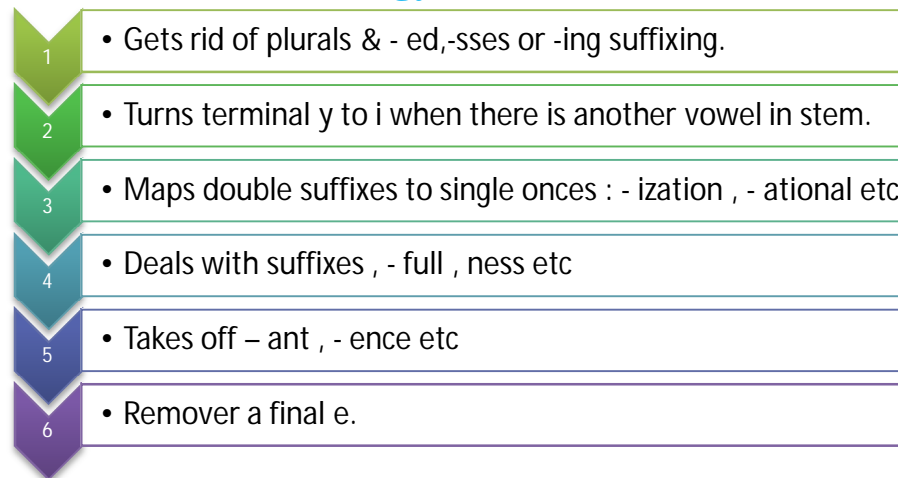 1
• Gets rid of plurals & - ed,-sses or -ing suffixing.
2
• Turns terminal y to i when there is another vowel in stem.
3
• Maps double suffixes to single onces : - ization , - ational etc
4
• Deals with suffixes , - full , ness etc
5
• Takes off – ant , - ence etc
6
• Remover a final e.